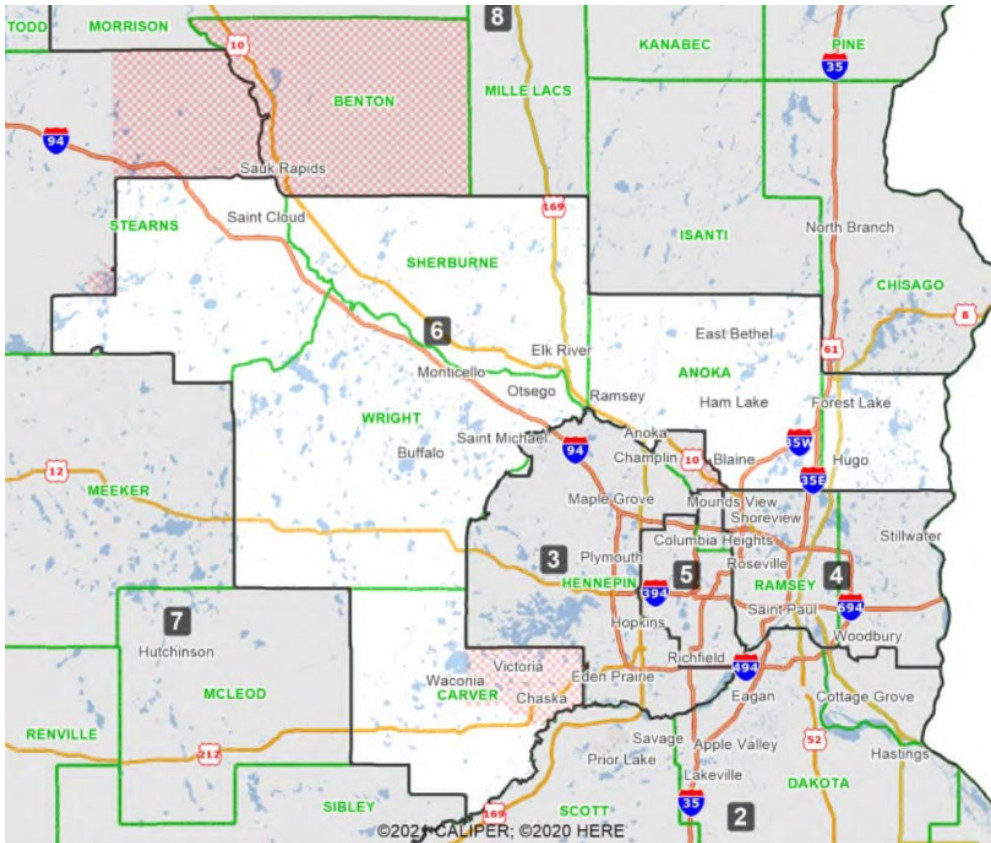 TODD
MORRISON
10
8
KANABEC
PINE
35
BENTON
MILLE LACS
94
Sauk Rapids
169
STEARNS
Saint Cloud
ISANTI
North Branch
SHERBURNE
CHISAGO
8
6
East Bethel
61
Elk River
Monticello
ANOKA
Otsego
Ramsey
Ham Lake
Forest Lake
WRIGHT
Saint Michael
Anoka
35W
Buffalo
94
Champlin
10
Blaine
Hugo
12
35E
MEEKER
Maple Grove
Mounds View
Shoreview
Columbia Heights
Stillwater
3
Plymouth
Roseville
HENNEPIN
5
RAMSEY
4
394
694
7
Hopkins
Saint Paul
Woodbury
Hutchinson
Victoria
Richfield
494
Waconia
Eden Prairie
MCLEOD
CARVER
Chaska
Eagan
Cottage Grove
RENVILLE
212
Savage
Apple Valley
52
Hastings
Prior Lake
Lakeville
DAKOTA
SIBLEY
169
SCOTT
35
2
©2021 CALIPER; ©2020 HERE